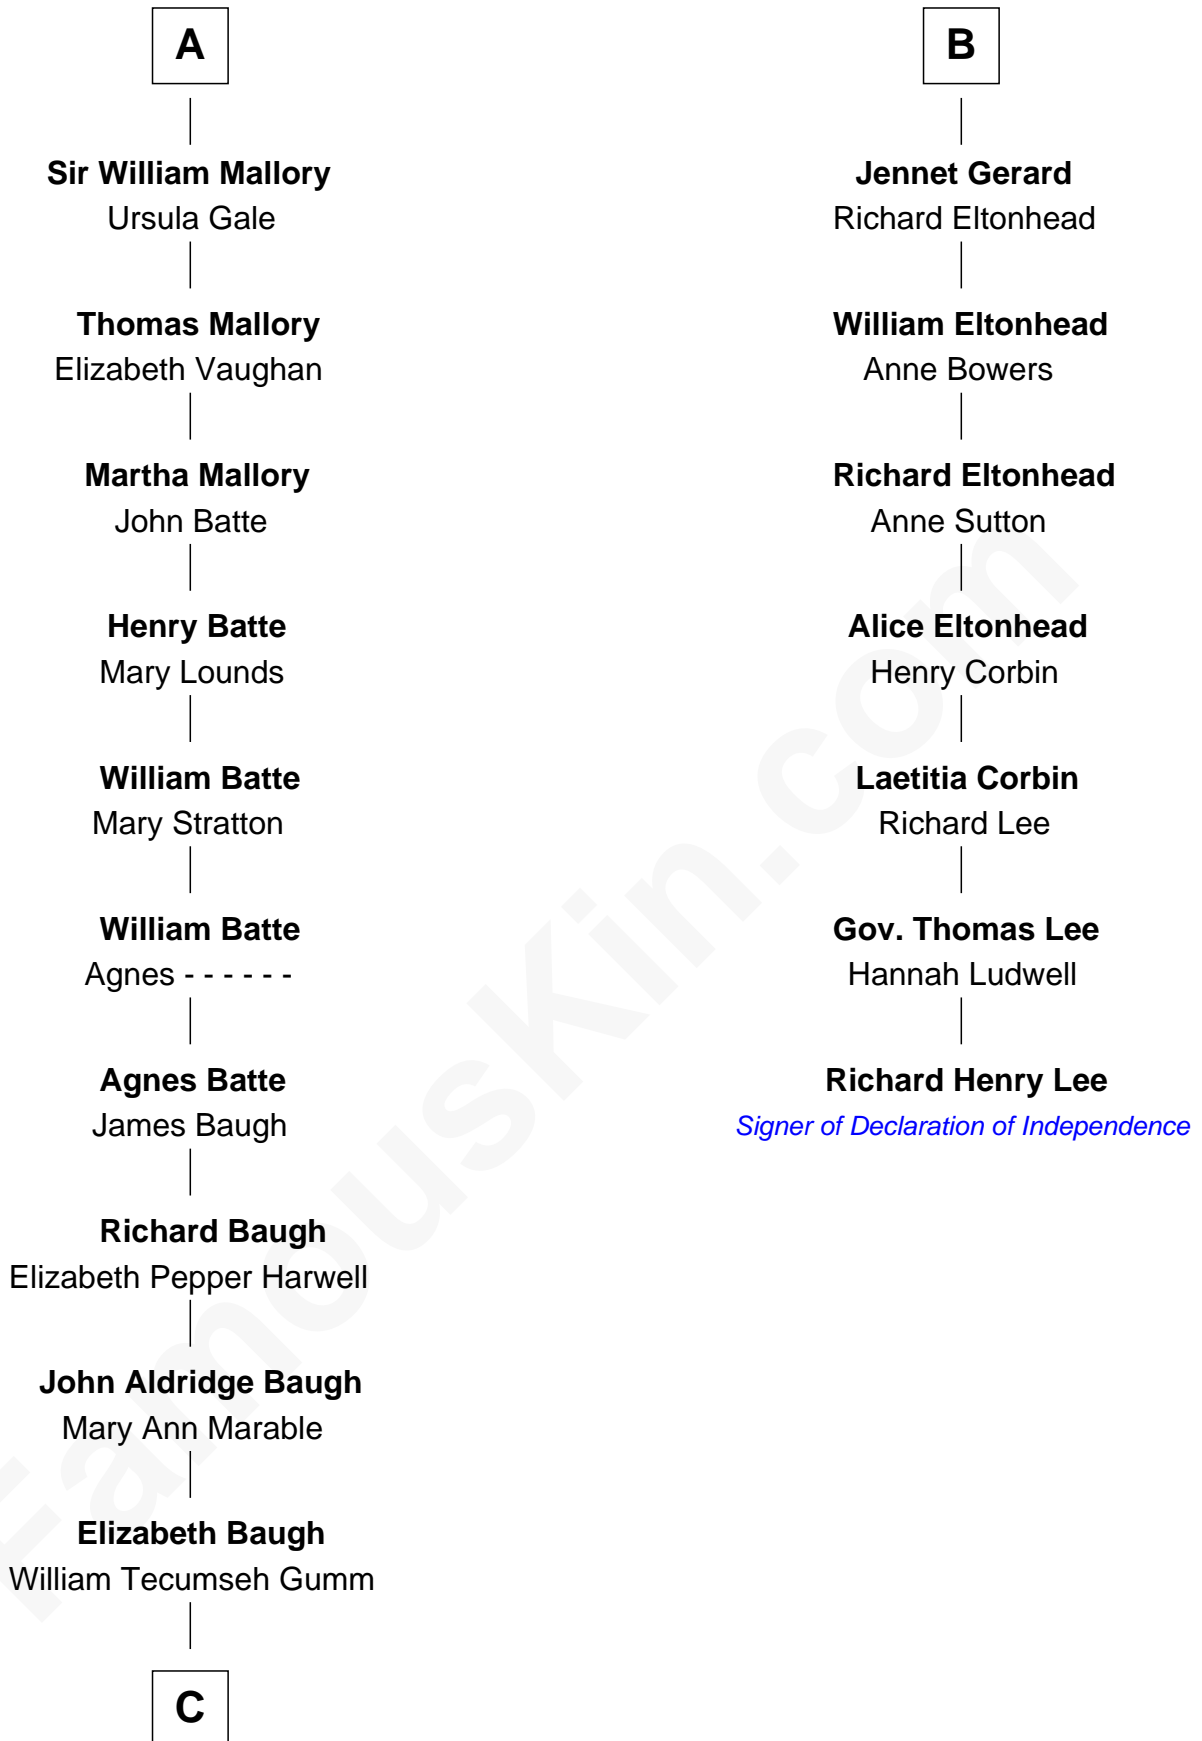 A
Sir William Mallory
Ursula Gale
Thomas Mallory
Elizabeth Vaughan
Martha Mallory
John Batte
Henry Batte
Mary Lounds
William Batte
Mary Stratton
William Batte
Agnes - - - - - -
Agnes Batte
James Baugh
Richard Baugh
Elizabeth Pepper Harwell
John Aldridge Baugh
Mary Ann Marable
Elizabeth Baugh
William Tecumseh Gumm
C
B
Jennet Gerard
Richard Eltonhead
William Eltonhead
Anne Bowers
Richard Eltonhead
Anne Sutton
Alice Eltonhead
Henry Corbin
Laetitia Corbin
Richard Lee
Gov. Thomas Lee
Hannah Ludwell
Richard Henry Lee
Signer of Declaration of Independence
FamousKin.com